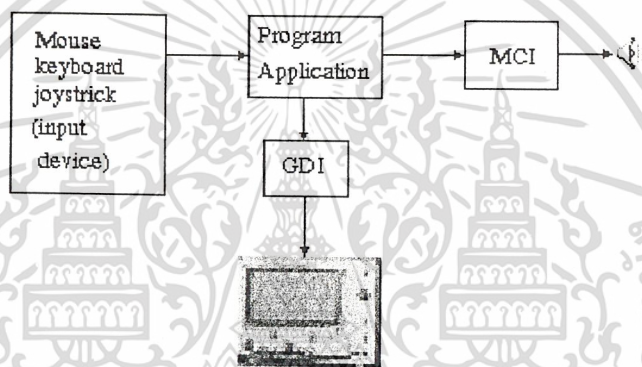 Mouse
keyboard
joystrick
(input
device)
Program
Application
MCI
GDI